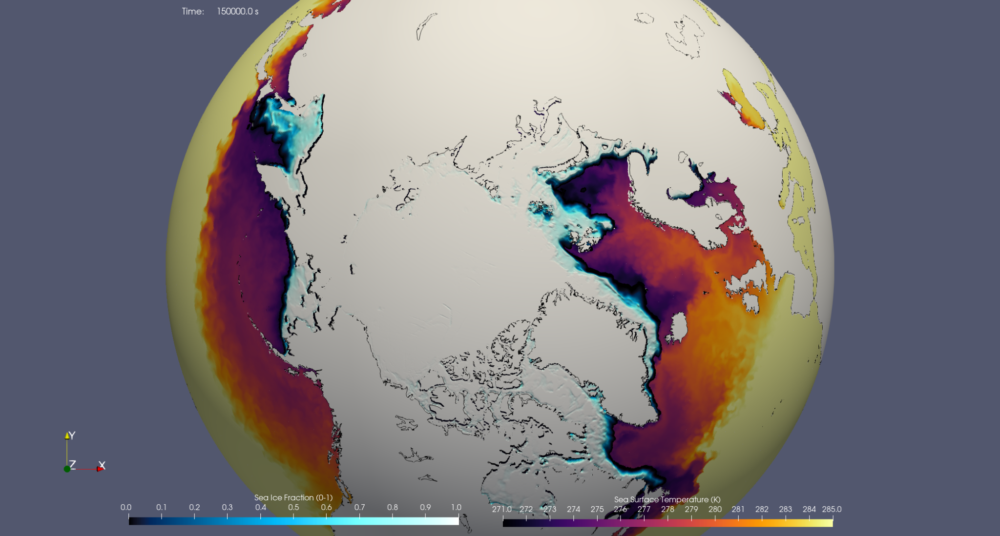 Time: 150000.0 s
Y
Z X
Sea Ice Fraction (0-1)
0.0 0.1 0.2 0.3 0.4 0.5 0.6 0.7 0.8 0.9 1.0
Sea Surface Temperature (K)
271.0 272 273 274 275 276 277 278 279 280 281 282 283 284 285.0